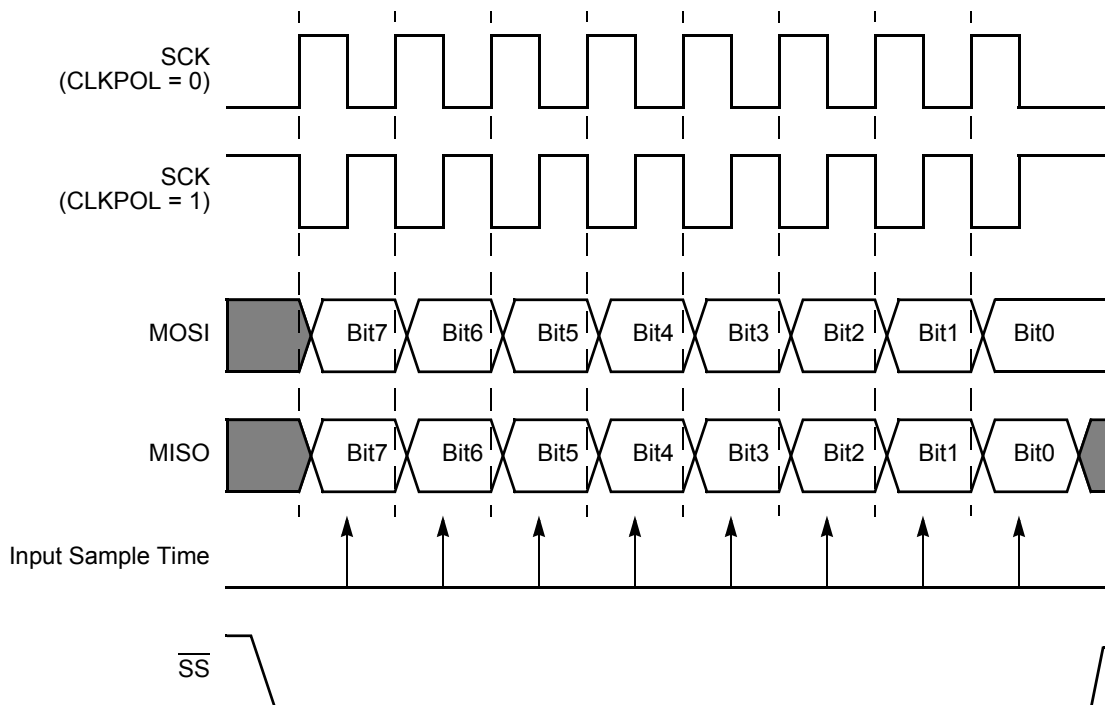 SCK
(CLKPOL = 0)
SCK
(CLKPOL = 1)
MOSI
Bit7 Bit6 Bit5 Bit4 Bit3 Bit2 Bit1 Bit0
MISO
Bit7 Bit6 Bit5 Bit4 Bit3 Bit2 Bit1 Bit0
Input Sample Time
SS